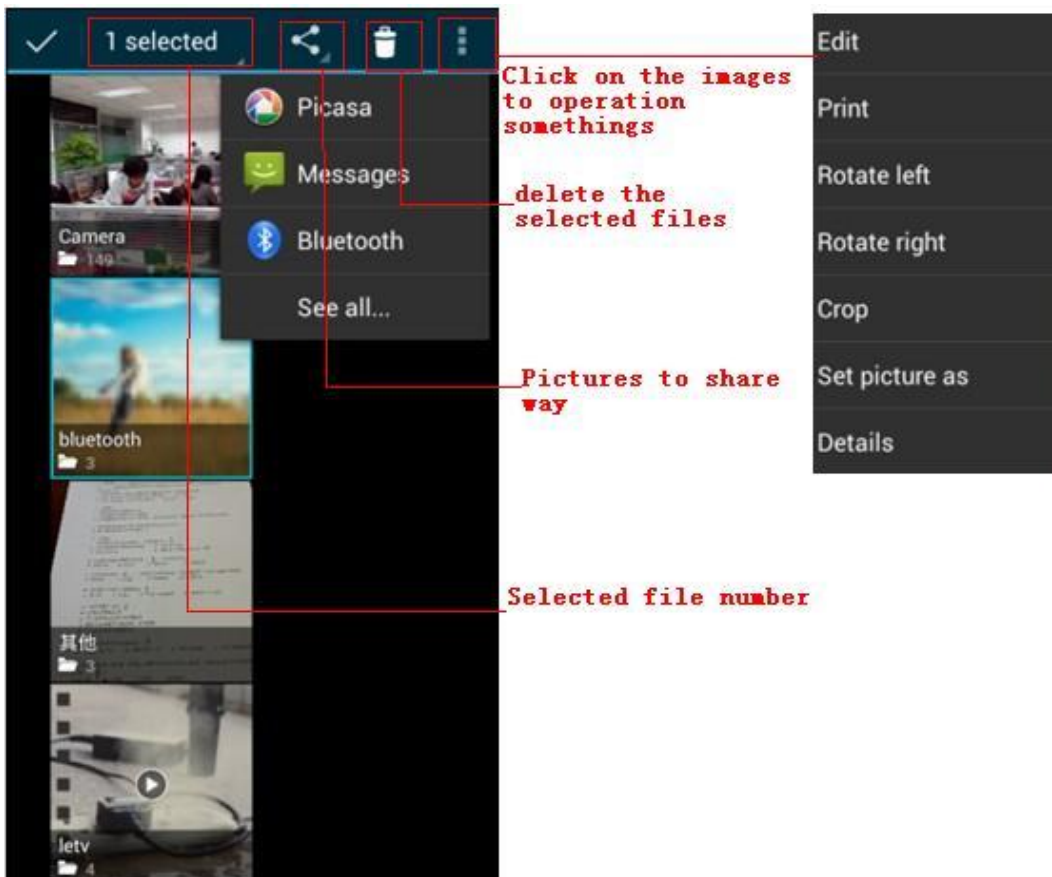 1 selected
Picasa
Messages
Bluetooth
See all...
Camera
149
bluetooth
3
其他
3
letv
4
Click on the images
to operation
somethings
delete the
selected files
Pictures to share
way
Selected file number
Edit
Print
Rotate left
Rotate right
Crop
Set picture as
Details